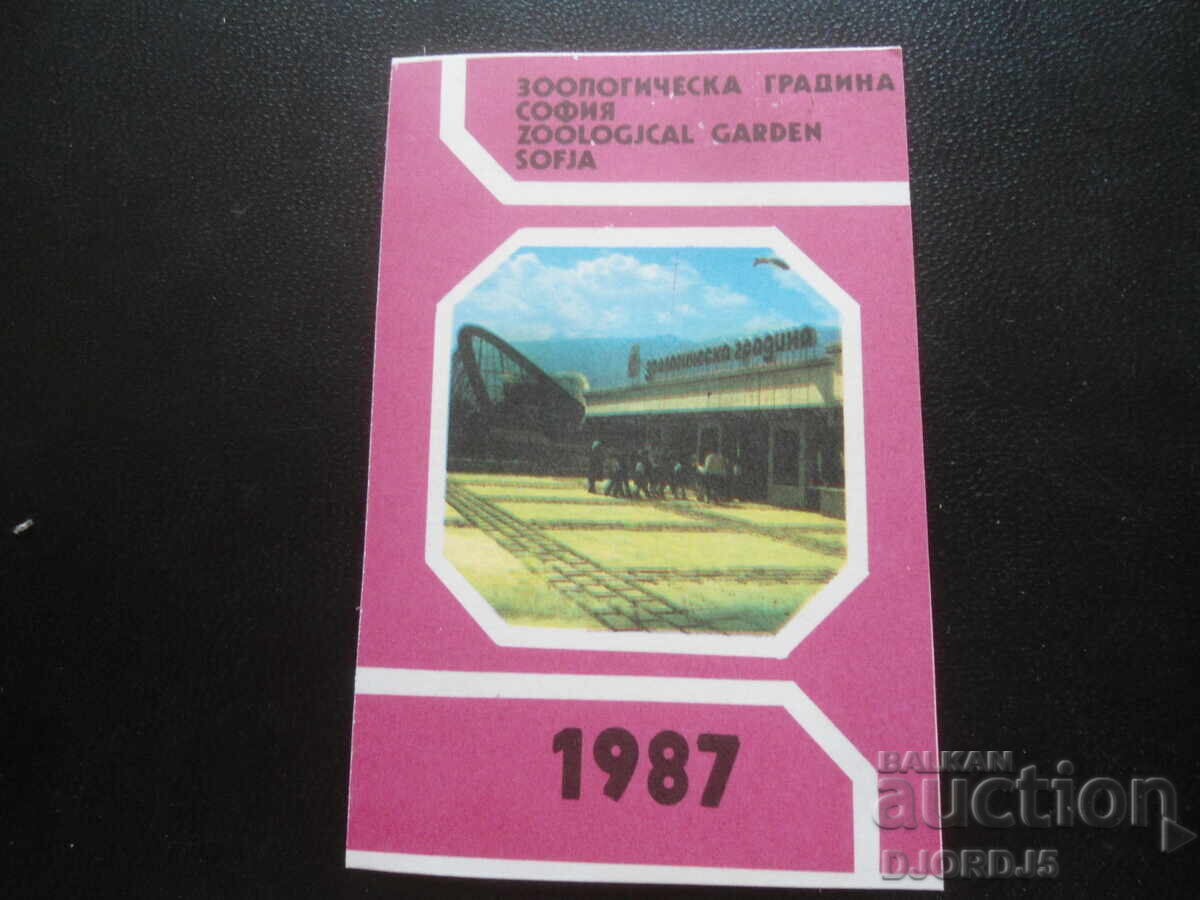 ЗООЛОГИЧЕСКА ГРАДИНА
СОФИЯ
ZOOLOGJCAL GARDEN
SOFJA
зоологическа градина
1987
BALKAN
auction
DJORDJ5